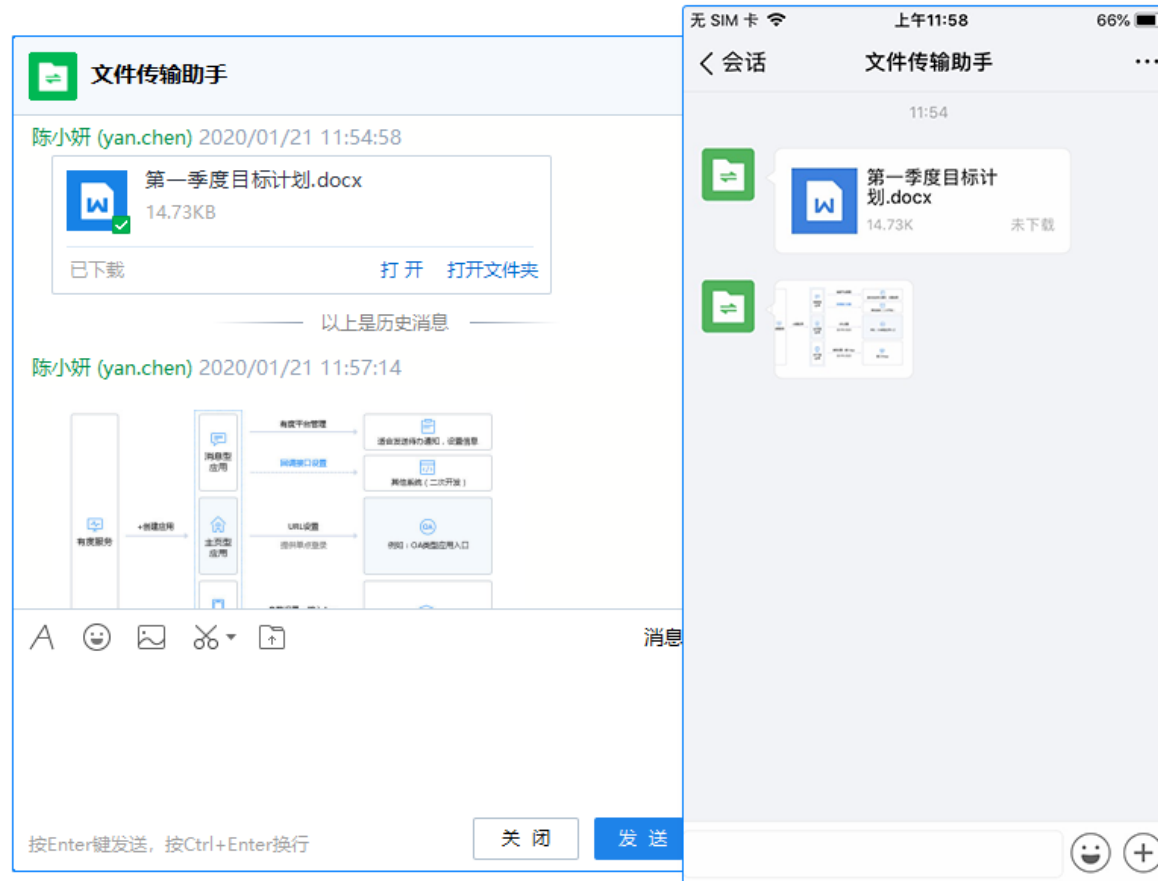 文件传输助手
陈小妍 (yan.chen) 2020/01/21 11:54:58
第一季度目标计划.docx
14.73KB
已下载 打 开 打开文件夹
以上是历史消息
陈小妍 (yan.chen) 2020/01/21 11:57:14
有度服务
+创建应用
消息型
应用
主页型
应用
有度平台管理
回调接口设置
URL设置
提供单点登录
适合发送待办通知，设置信息
其他系统（二次开发）
OA
例如：OA类型应用入口
消息
按Enter键发送，按Ctrl+Enter换行
关 闭
发 送
无 SIM 卡
上午11:58
66%
会话
文件传输助手
11:54
第一季度目标计
划.docx
14.73K
未下载